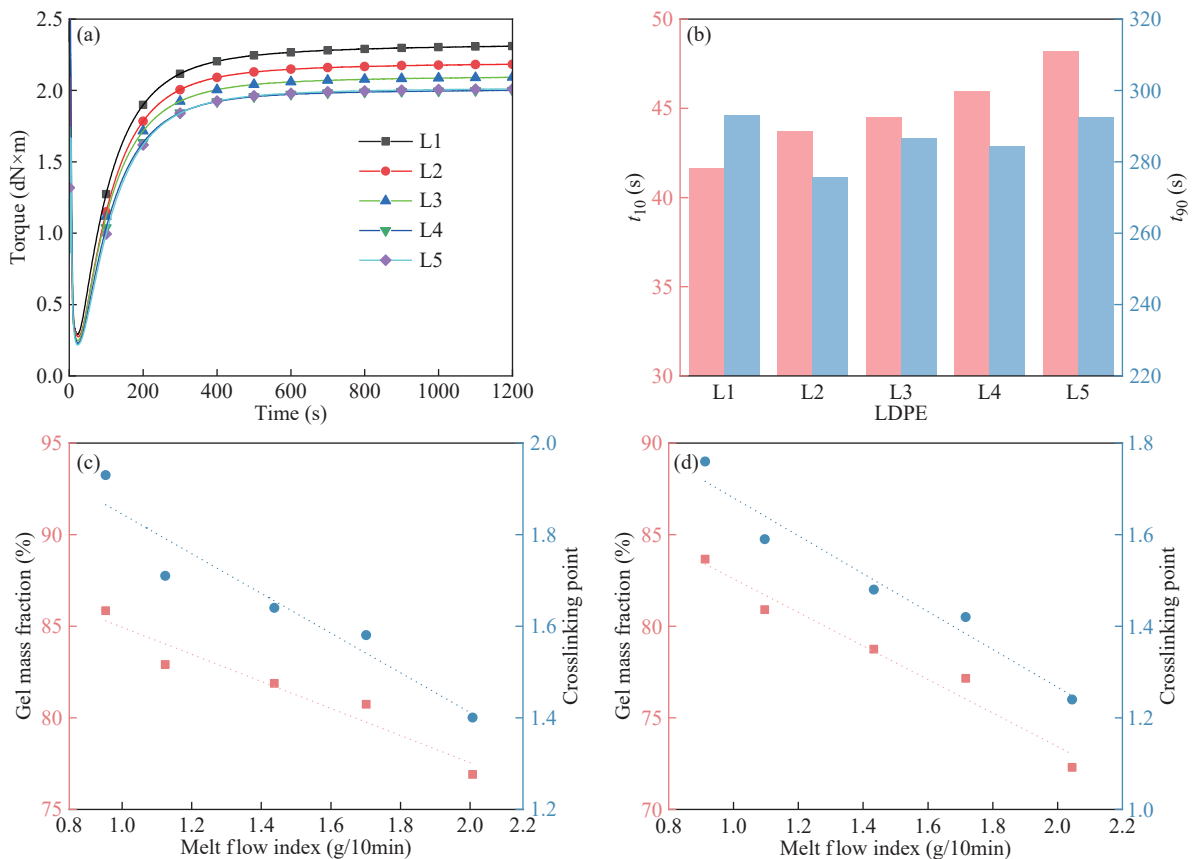 (a)
2.5
2.0
1.5
1.0
0.5
0.0
Torque (dN×m)
L1
L2
L3
L4
L5
0
200
400
600
800
1000
1200
Time (s)
(b)
50
45
40
35
30
t10 (s)
320
300
280
260
240
220
t90 (s)
L1
L2
L3
L4
L5
LDPE
(c)
95
90
85
80
75
Gel mass fraction (%)
2.0
1.8
1.6
1.4
1.2
Crosslinking point
0.8
1.0
1.2
1.4
1.6
1.8
2.0
2.2
Melt flow index (g/10min)
(d)
90
85
80
75
70
Gel mass fraction (%)
1.8
1.6
1.4
1.2
1.0
Crosslinking point
0.8
1.0
1.2
1.4
1.6
1.8
2.0
2.2
Melt flow index (g/10min)